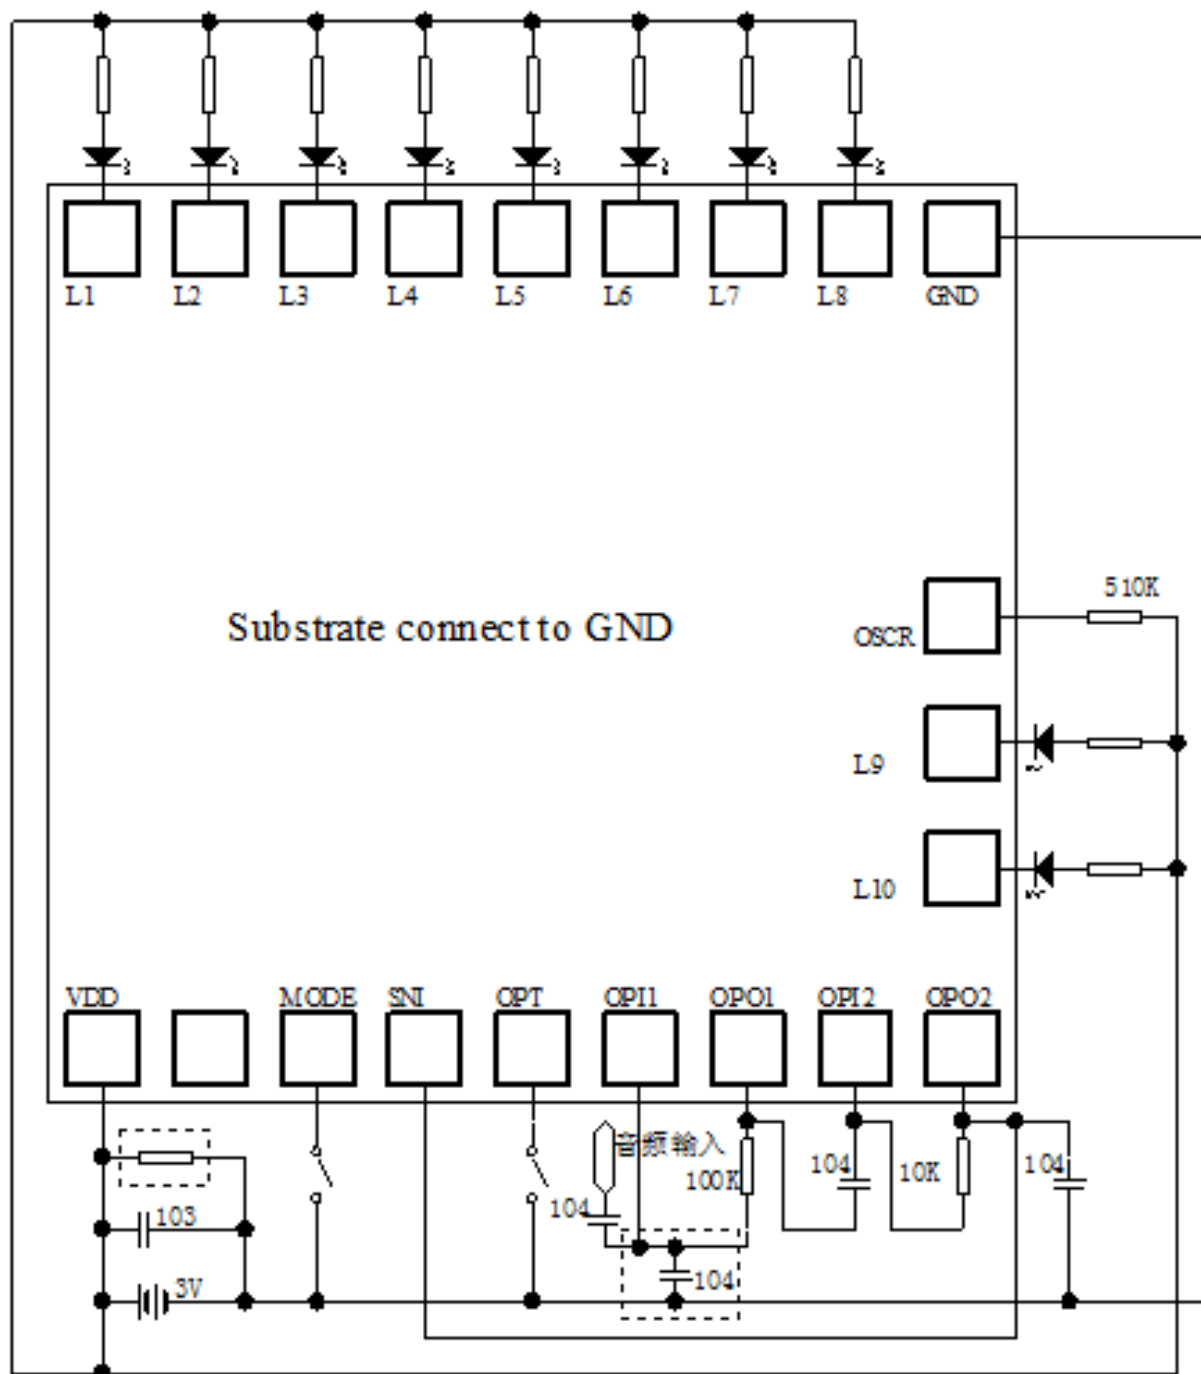 L1
L2
L3
L4
L5
L6
L7
L8
GND
510K
Substrate connect to GND
OSCR
L9
L10
VDD
MODE
SNI
OPT
OPI1
OPO1
OPI2
OPO2
音频输入
100K
104
10K
104
103
104
3V
104